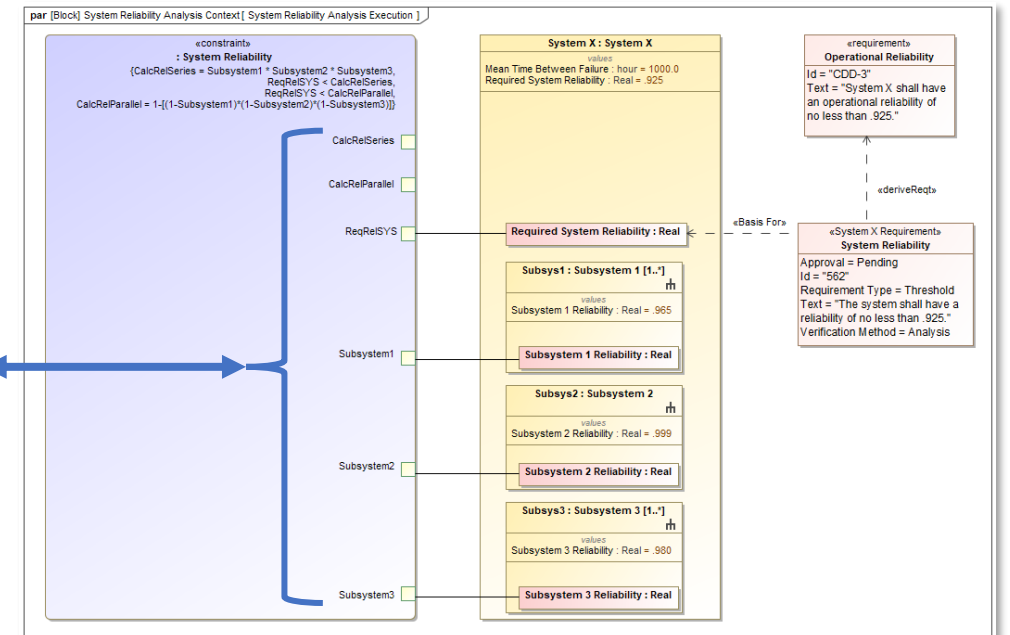 par [Block] System Reliability Analysis Context [ System Reliability Analysis Execution ]
«constraint»
: System Reliability
{CalcRelSeries = Subsystem1 * Subsystem2 * Subsystem3,
ReqRelSYS < CalcRelSeries,
ReqRelSYS < CalcRelParallel,
CalcRelParallel = 1-[(1-Subsystem1)*(1-Subsystem2)*(1-Subsystem3)]}
CalcRelSeries
CalcRelParallel
ReqRelSYS
Subsystem1
Subsystem2
Subsystem3
System X : System X
values
Mean Time Between Failure : hour = 1000.0
Required System Reliability : Real = .925
Required System Reliability : Real
Subsys1 : Subsystem 1 [1..*]
values
Subsystem 1 Reliability : Real = .965
Subsystem 1 Reliability : Real
Subsys2 : Subsystem 2
values
Subsystem 2 Reliability : Real = .999
Subsystem 2 Reliability : Real
Subsys3 : Subsystem 3 [1..*]
values
Subsystem 3 Reliability : Real = .980
Subsystem 3 Reliability : Real
«Basis For»
«requirement»
Operational Reliability
Id = "CDD-3"
Text = "System X shall have
an operational reliability of
no less than .925."
«deriveReqt»
«System X Requirement»
System Reliability
Approval = Pending
Id = "562"
Requirement Type = Threshold
Text = "The system shall have a
reliability of no less than .925."
Verification Method = Analysis